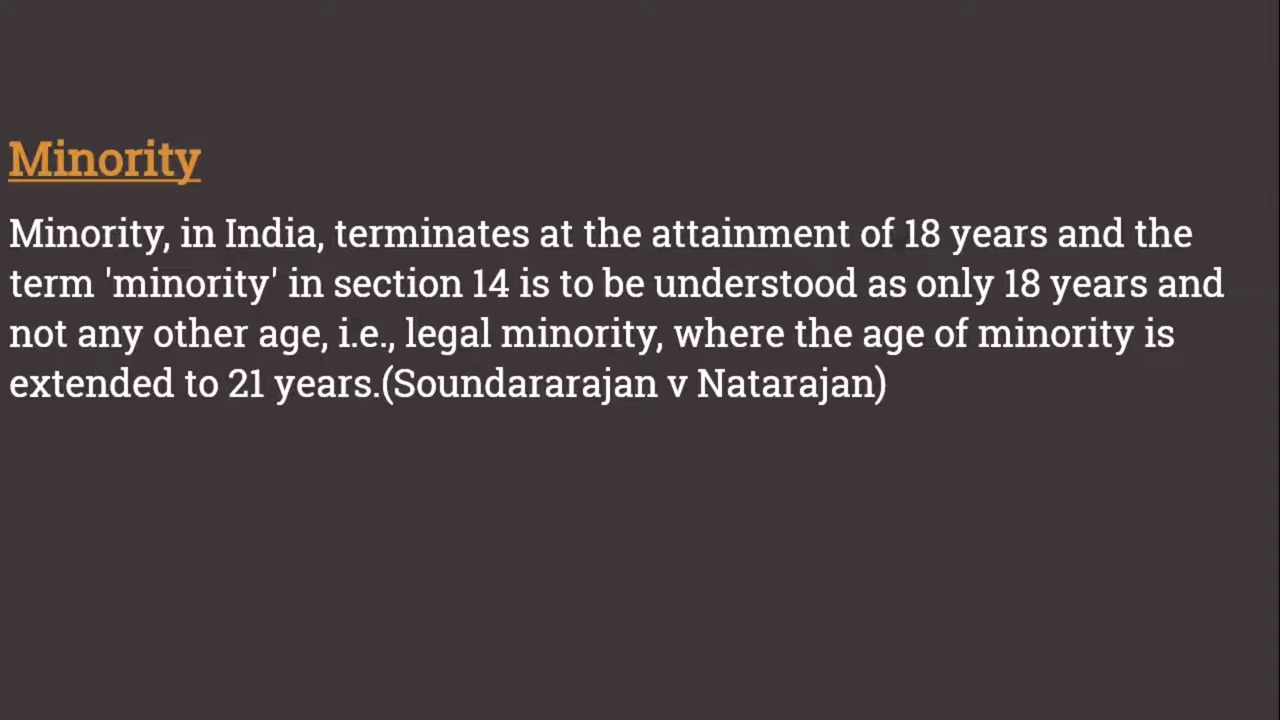 Minority
Minority, in India, terminates at the attainment of 18 years and the
term 'minority' in section 14 is to be understood as only 18 years and
not any other age, i.e., legal minority, where the age of minority is
extended to 21 years.(Soundararajan v Natarajan)